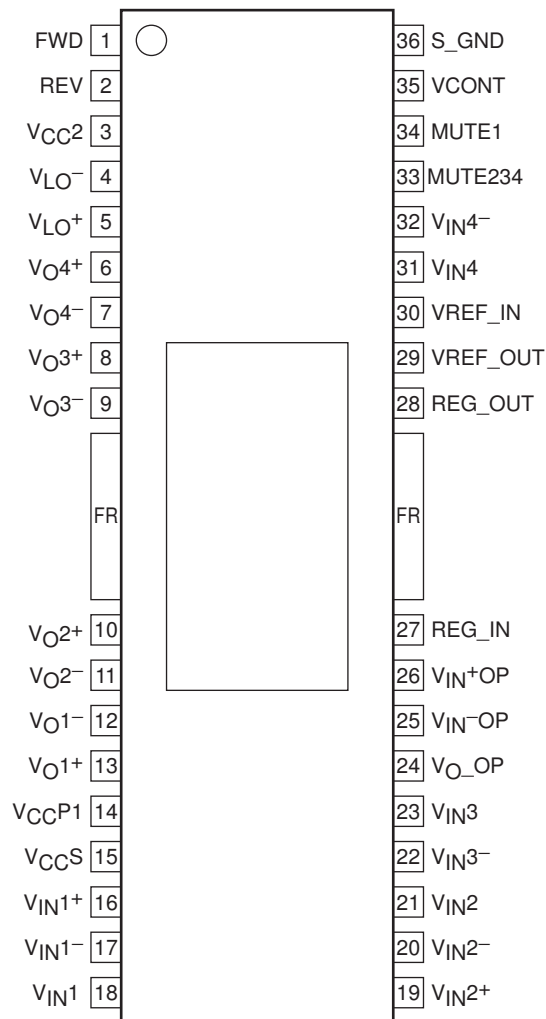 FWD 1 36 S_GND
REV 2 35 VCONT
VCC2 3 34 MUTE1
VLO− 4 33 MUTE234
VLO+ 5 32 VIN4−
VO4+ 6 31 VIN4
VO4− 7 30 VREF_IN
VO3+ 8 29 VREF_OUT
VO3− 9 28 REG_OUT
FR FR
VO2+ 10 27 REG_IN
VO2− 11 26 VIN+OP
VO1− 12 25 VIN−OP
VO1+ 13 24 VO_OP
VCCP1 14 23 VIN3
VCCS 15 22 VIN3−
VIN1+ 16 21 VIN2
VIN1− 17 20 VIN2−
VIN1 18 19 VIN2+